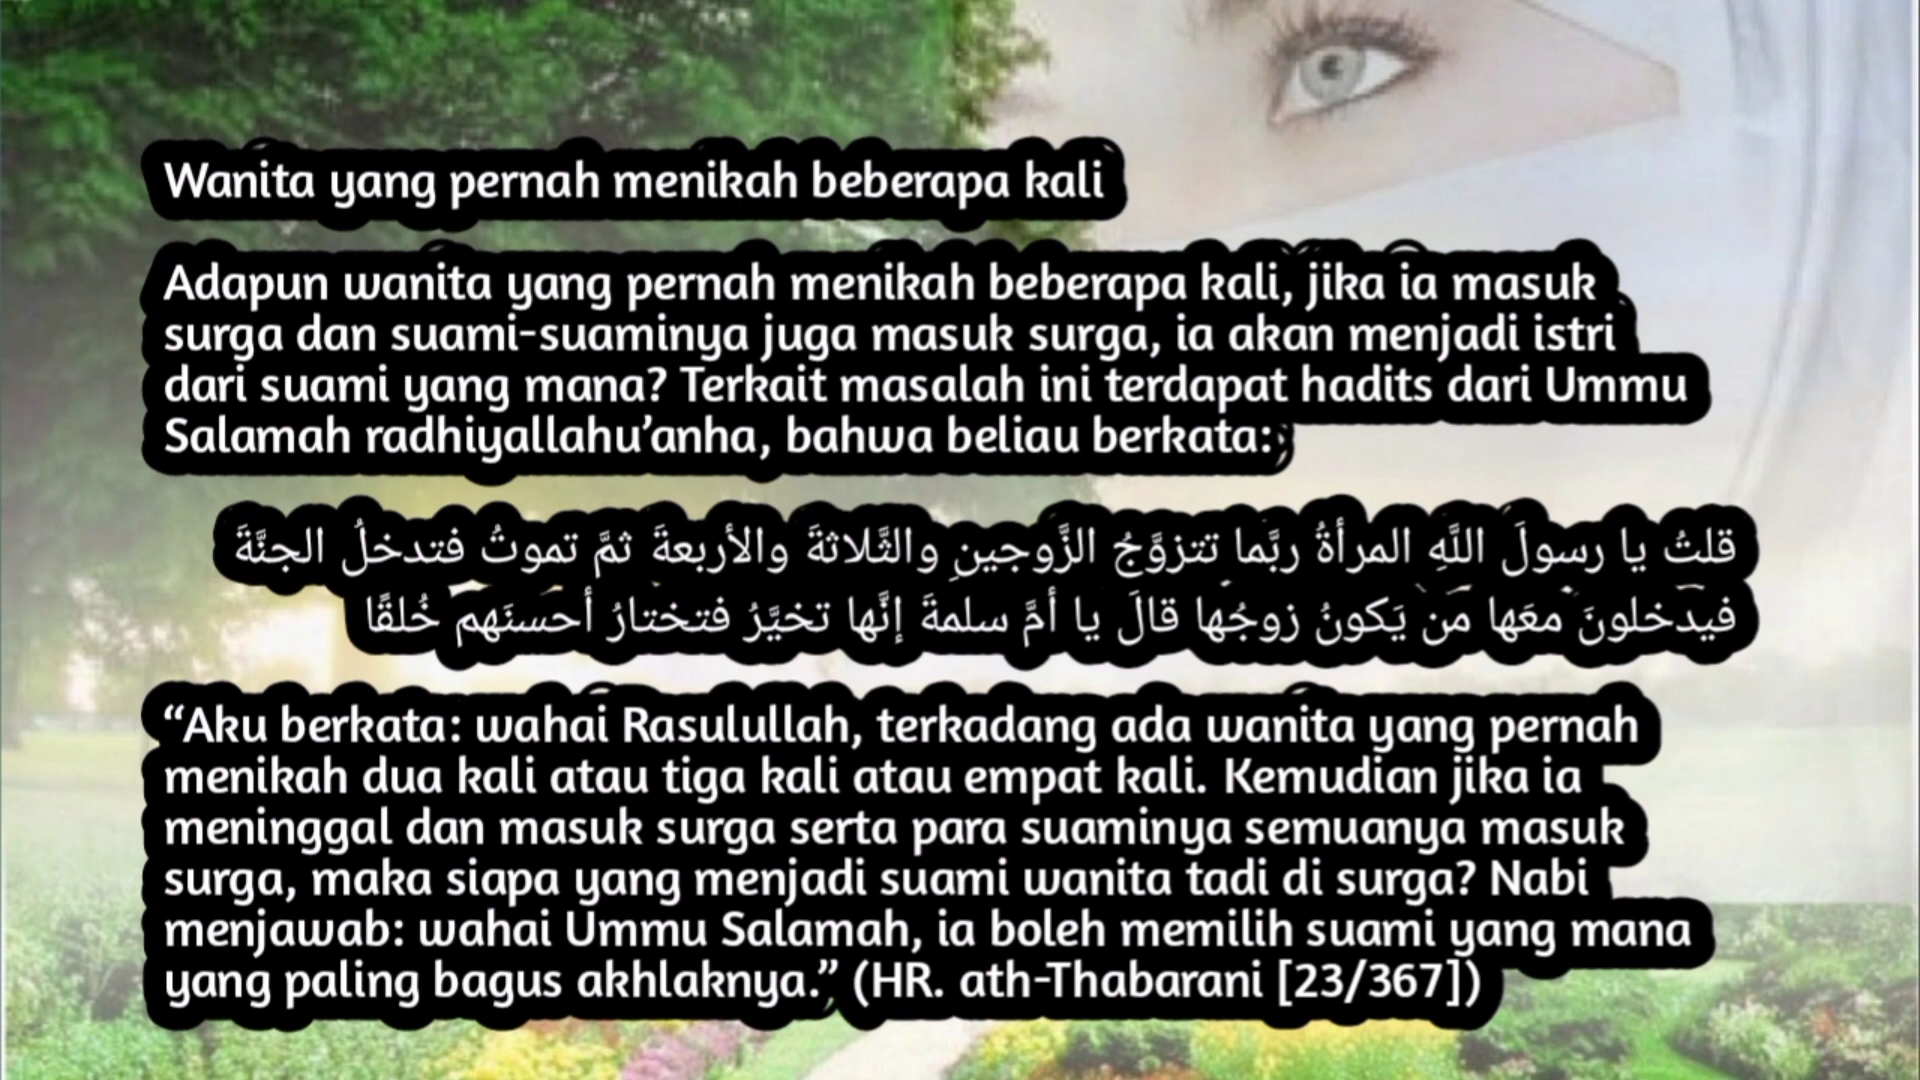 Wanita yang pernah menikah beberapa kali
Adapun wanita yang pernah menikah beberapa kali, jika ia masuk
surga dan suami-suaminya juga masuk surga, ia akan menjadi istri
dari suami yang mana? Terkait masalah ini terdapat hadits dari Ummu
Salamah radhiyallahu’anha, bahwa beliau berkata:
قلتُ يا رسولَ اللَّهِ المرأةُ ربَّما تتزوَّجُ الزَّوجينِ والثَّلاثةَ والأربعةَ ثمَّ تموتُ فتدخلُ الجنَّةَ
فيدخلونَ معَها مَن يَكونُ زوجُها قالَ يا أمَّ سلمةَ إنَّها تخيَّرُ فتختارُ أحسنَهم خُلقًا
“Aku berkata: wahai Rasulullah, terkadang ada wanita yang pernah
menikah dua kali atau tiga kali atau empat kali. Kemudian jika ia
meninggal dan masuk surga serta para suaminya semuanya masuk
surga, maka siapa yang menjadi suami wanita tadi di surga? Nabi
menjawab: wahai Ummu Salamah, ia boleh memilih suami yang mana
yang paling bagus akhlaknya.” (HR. ath-Thabarani [23/367])